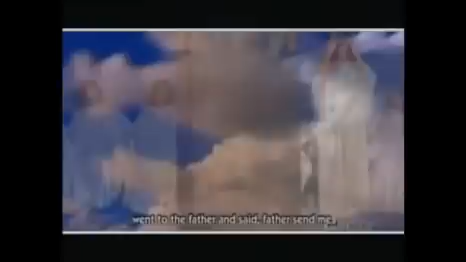 went to the father and said, father send me,